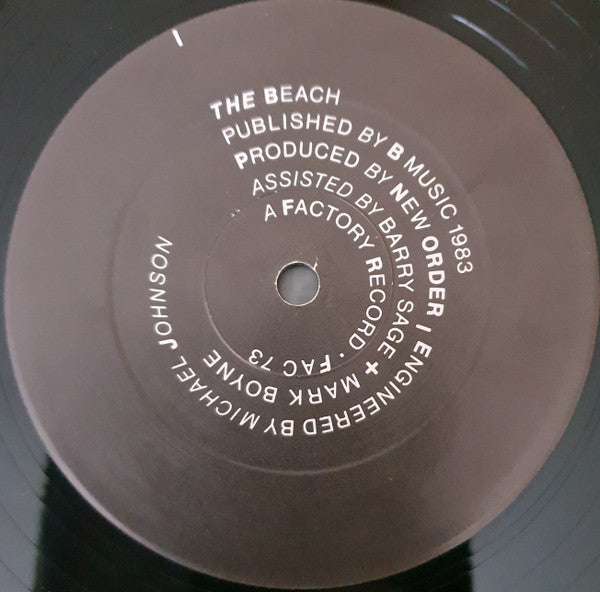 THE BEACH
PUBLISHED BY B MUSIC 1983
PRODUCED BY NEW ORDER / ENGINEERED BY MICHAEL JOHNSON
ASSISTED BY BARRY SAGE + MARK BOYNE
A FACTORY RECORD · FAC 73